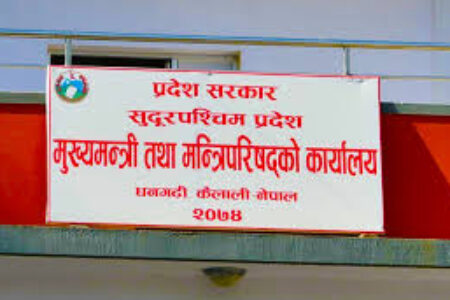 प्रदेश सरकार
सुदूरपश्चिम प्रदेश
मुख्यमन्त्री तथा मन्त्रिपरिषद्को कार्यालय
धनगढी कैलाली नेपाल
२०७४